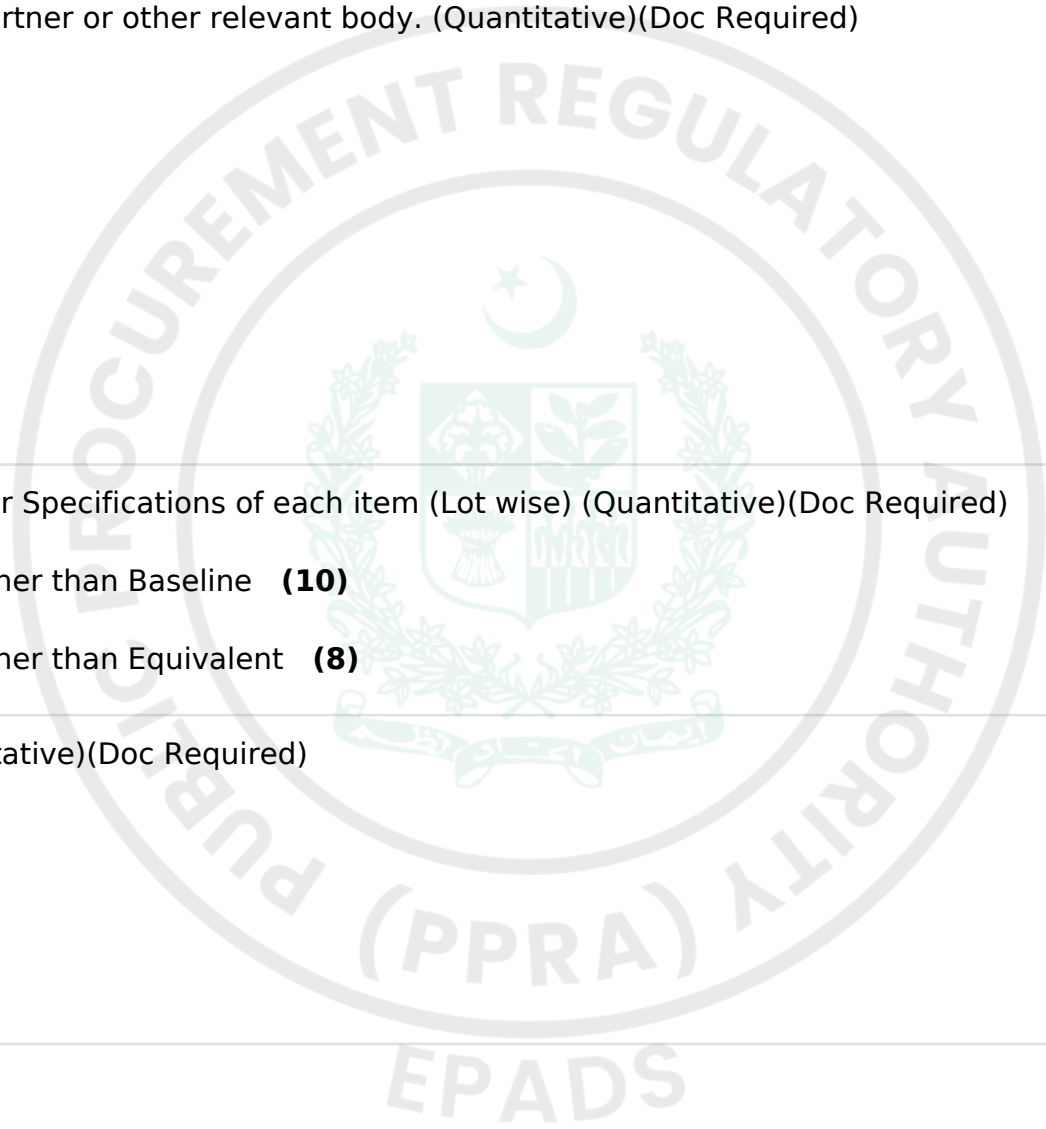 rtner or other relevant body. (Quantitative)(Doc Required)
PUBLIC PROCUREMENT REGULATORY AUTHORITY
r Specifications of each item (Lot wise) (Quantitative)(Doc Required)
her than Baseline (10)
her than Equivalent (8)
tative)(Doc Required)
(PPRA)
EPADS